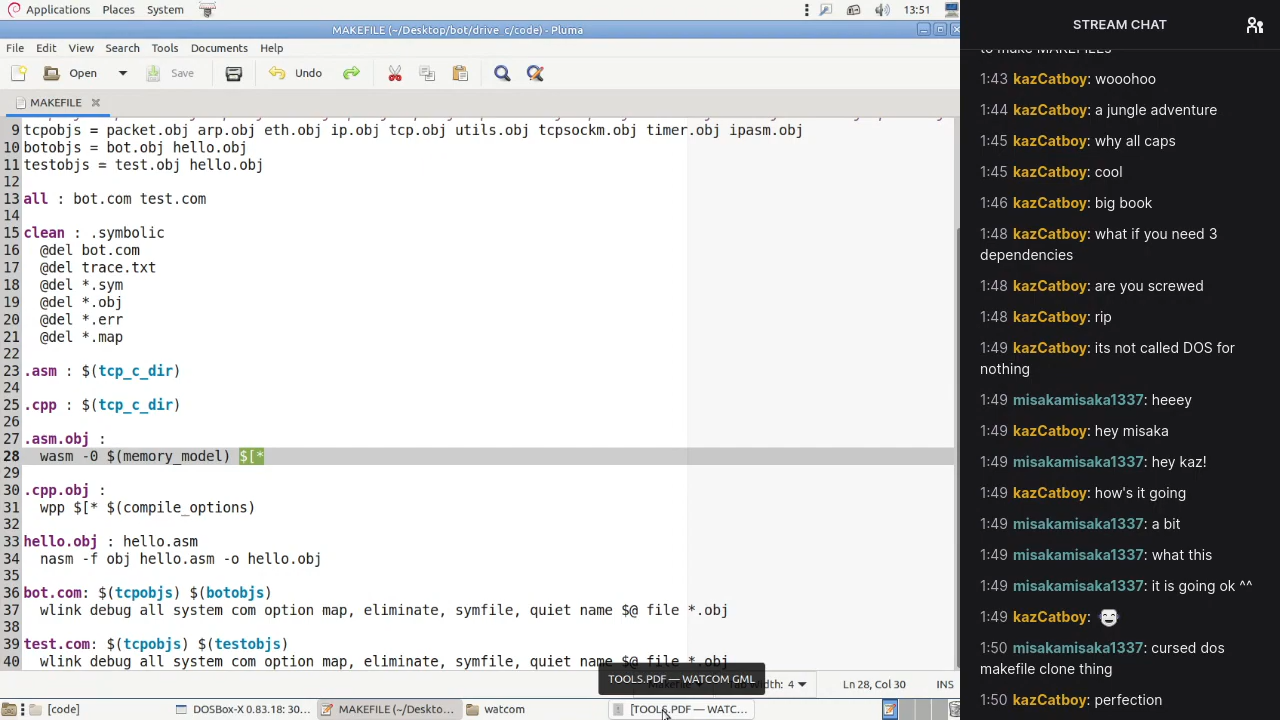 Applications Places System 13:51
MAKEFILE (~/Desktop/bot/drive_c/code) - Pluma
File Edit View Search Tools Documents Help
Open Save Undo
MAKEFILE
9 tcpobjs = packet.obj arp.obj eth.obj ip.obj tcp.obj utils.obj tcpsockm.obj timer.obj ipasm.obj
10 botobjs = bot.obj hello.obj
11 testobjs = test.obj hello.obj
12
13 all : bot.com test.com
14
15 clean : .symbolic
16 @del bot.com
17 @del trace.txt
18 @del *.sym
19 @del *.obj
20 @del *.err
21 @del *.map
22
23 .asm : $(tcp_c_dir)
24
25 .cpp : $(tcp_c_dir)
26
27 .asm.obj :
28 wasm -0 $(memory_model) $[*
29
30 .cpp.obj :
31 wpp $[* $(compile_options)
32
33 hello.obj : hello.asm
34 nasm -f obj hello.asm -o hello.obj
35
36 bot.com: $(tcpobjs) $(botobjs)
37 wlink debug all system com option map, eliminate, symfile, quiet name $@ file *.obj
38
39 test.com: $(tcpobjs) $(testobjs)
40 wlink debug all system com option map, eliminate, symfile, quiet name $@ file *.obj
TOOLS.PDF — WATCOM GML
Tab Width: 4 Ln 28, Col 30 INS
[code] DOSBox-X 0.83.18: 30... MAKEFILE (~/Deskto... watcom [TOOLS.PDF — WATC...
STREAM CHAT
to make MAKEFILEs
1:43 kazCatboy: wooohoo
1:44 kazCatboy: a jungle adventure
1:45 kazCatboy: why all caps
1:45 kazCatboy: cool
1:46 kazCatboy: big book
1:48 kazCatboy: what if you need 3
dependencies
1:48 kazCatboy: are you screwed
1:48 kazCatboy: rip
1:49 kazCatboy: its not called DOS for
nothing
1:49 misakamisaka1337: heeey
1:49 kazCatboy: hey misaka
1:49 misakamisaka1337: hey kaz!
1:49 kazCatboy: how's it going
1:49 misakamisaka1337: a bit
1:49 misakamisaka1337: what this
1:49 misakamisaka1337: it is going ok ^^
1:49 kazCatboy:
1:50 misakamisaka1337: cursed dos
makefile clone thing
1:50 kazCatboy: perfection